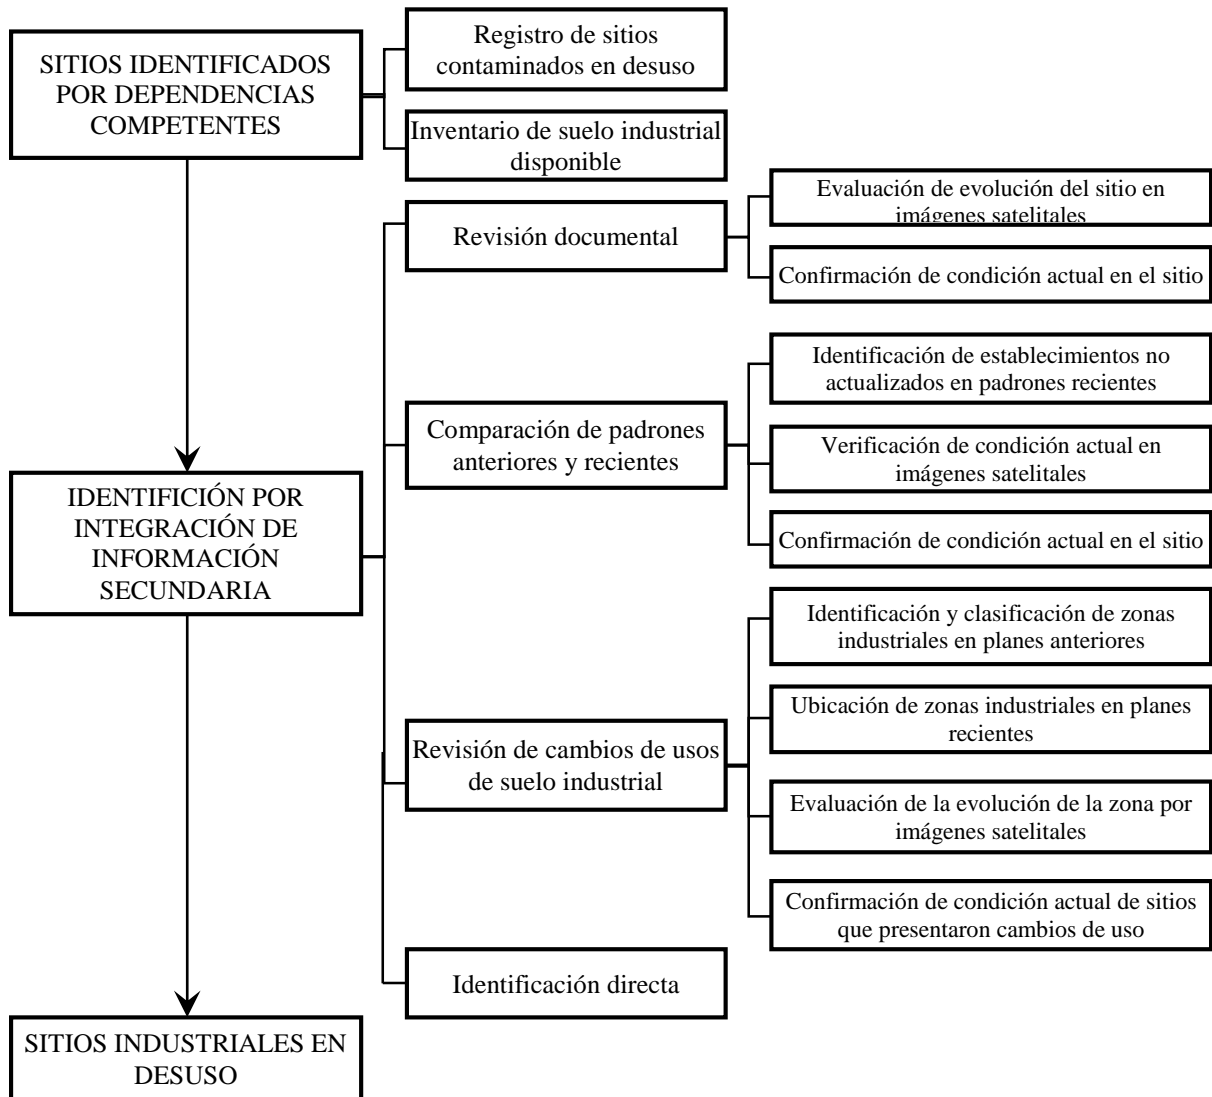 SITIOS IDENTIFICADOS
POR DEPENDENCIAS
COMPETENTES
Registro de sitios
contaminados en desuso
Inventario de suelo industrial
disponible
IDENTIFICIÓN POR
INTEGRACIÓN DE
INFORMACIÓN
SECUNDARIA
Revisión documental
Evaluación de evolución del sitio en
imágenes satelitales
Confirmación de condición actual en el sitio
Comparación de padrones
anteriores y recientes
Identificación de establecimientos no
actualizados en padrones recientes
Verificación de condición actual en
imágenes satelitales
Confirmación de condición actual en el sitio
Revisión de cambios de usos
de suelo industrial
Identificación y clasificación de zonas
industriales en planes anteriores
Ubicación de zonas industriales en planes
recientes
Evaluación de la evolución de la zona por
imágenes satelitales
Confirmación de condición actual de sitios
que presentaron cambios de uso
Identificación directa
SITIOS INDUSTRIALES EN
DESUSO